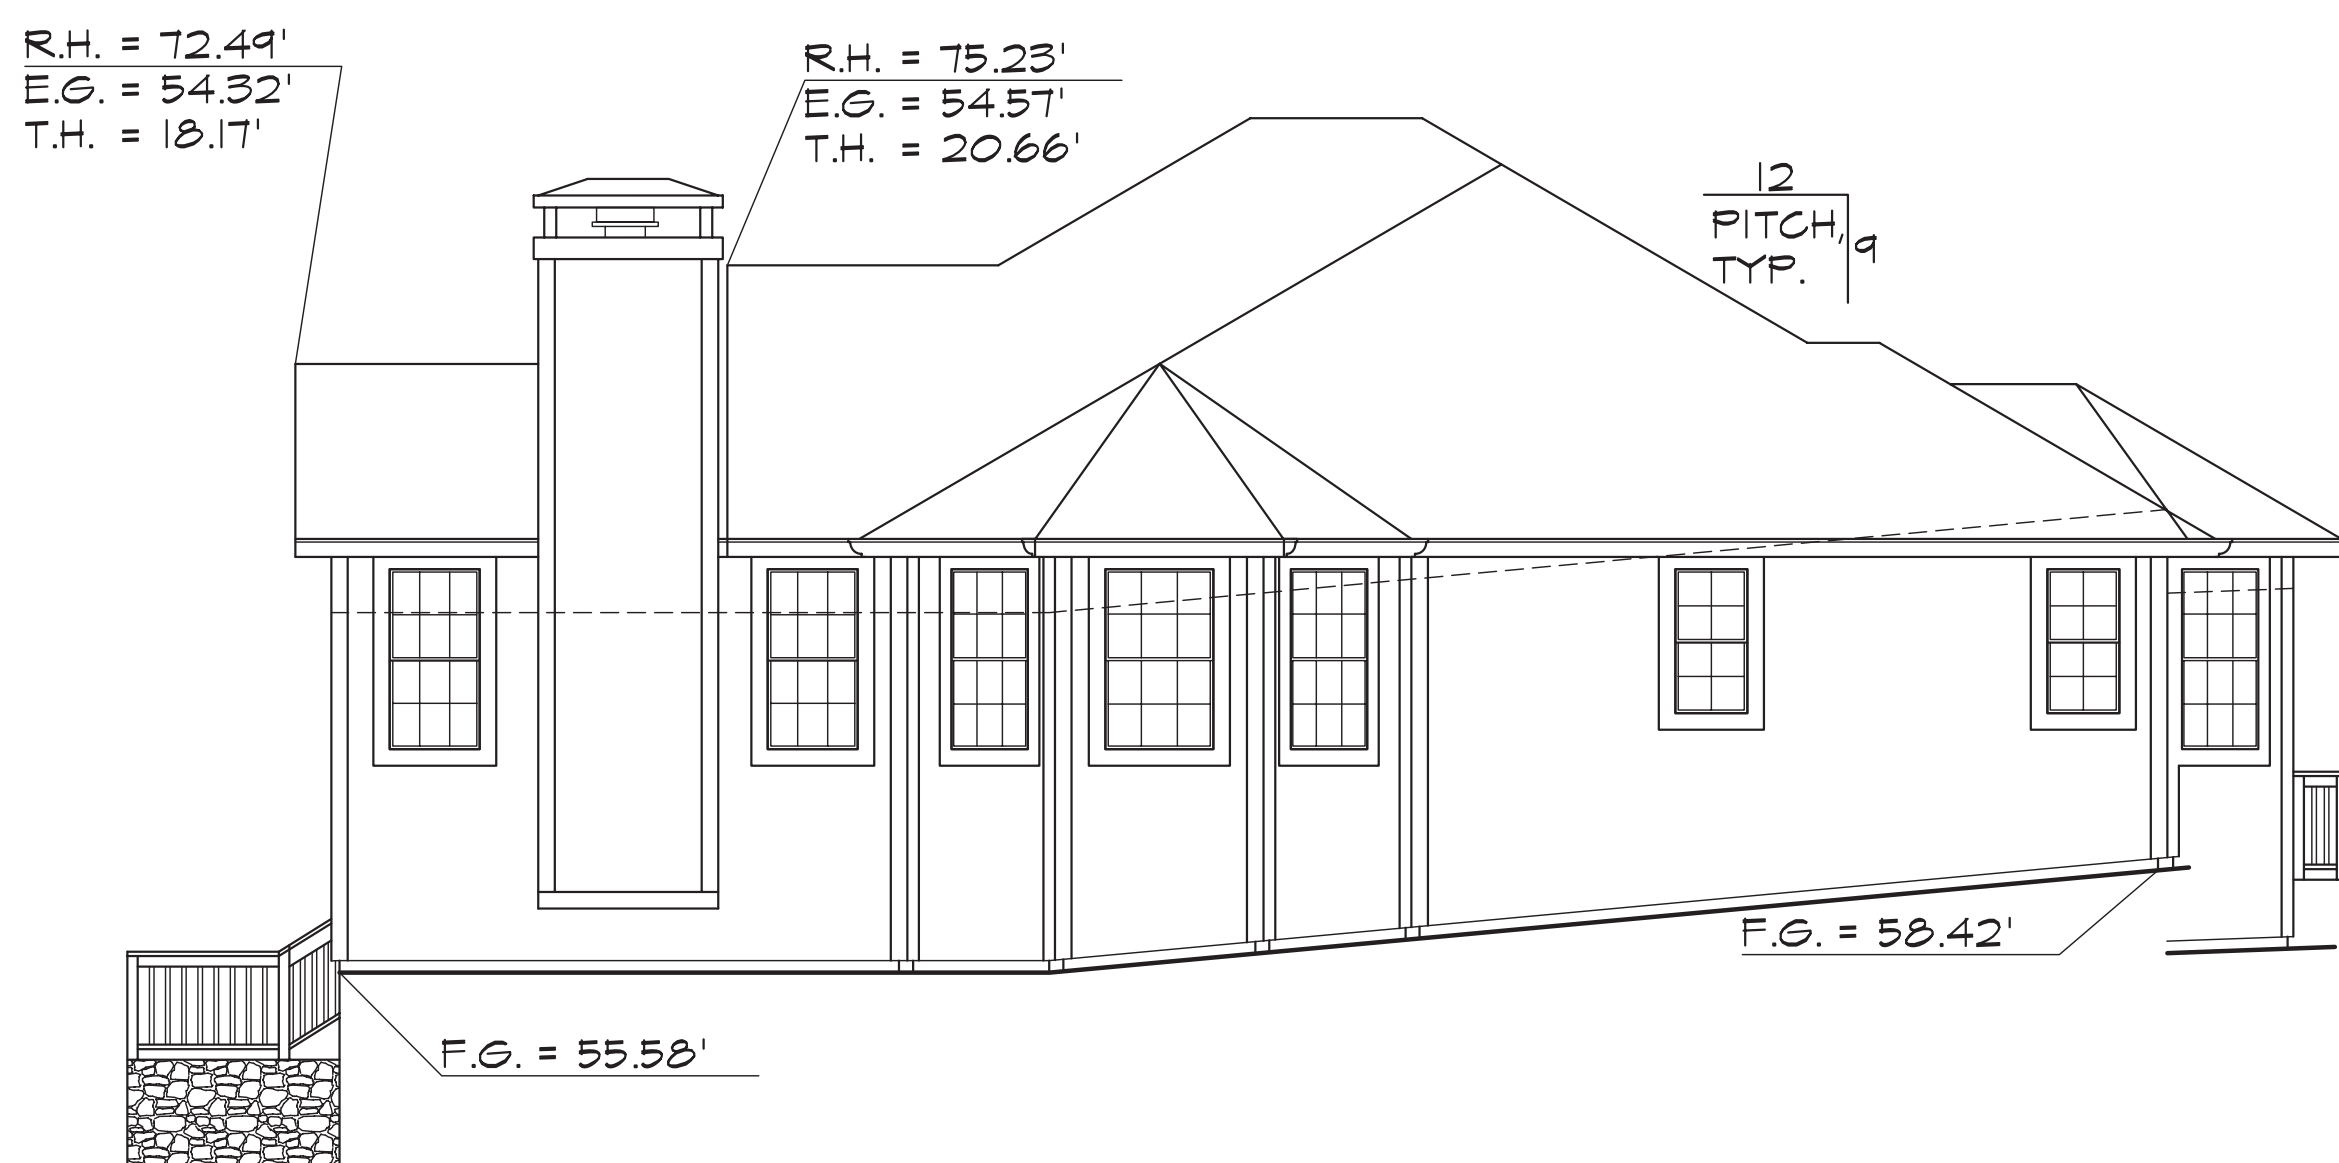 R.H. = 72.49'
E.G. = 54.32'
T.H. = 18.17'
R.H. = 75.23'
E.G. = 54.57'
T.H. = 20.66'
12
PITCH,
9
TYP.
F.G. = 58.42'
F.G. = 55.58'